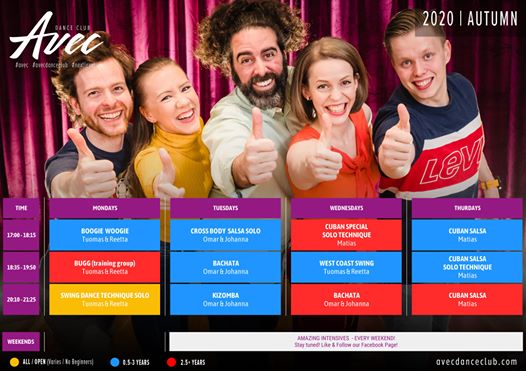 DANCE CLUB
Avec
#avec #avecdanceclub
2020 | AUTUMN
LEVI'S
TIME MONDAYS TUESDAYS WEDNESDAYS THURSDAYS
17:00 - 18:15
BOOGIE WOOGIE
Tuomas & Reetta
CROSS BODY SALSA SOLO
Omar & Johanna
CUBAN SPECIAL
SOLO TECHNIQUE
Matias
CUBAN SALSA
Matias
18:35 - 19:50
BUGG (training group)
Tuomas & Reetta
BACHATA
Omar & Johanna
WEST COAST SWING
Tuomas & Reetta
CUBAN SALSA
SOLO TECHNIQUE
Matias
20:10 - 21:25
SWING DANCE TECHNIQUE SOLO
Tuomas & Reetta
KIZOMBA
Omar & Johanna
BACHATA
Omar & Johanna
CUBAN SALSA
Matias
WEEKENDS
AMAZING INTENSIVES - EVERY WEEKEND!
Stay tuned! Like & Follow our Facebook Page!
ALL / OPEN (Varies / No Beginners) 0.5-3 YEARS 2.5+ YEARS
avecdanceclub.com